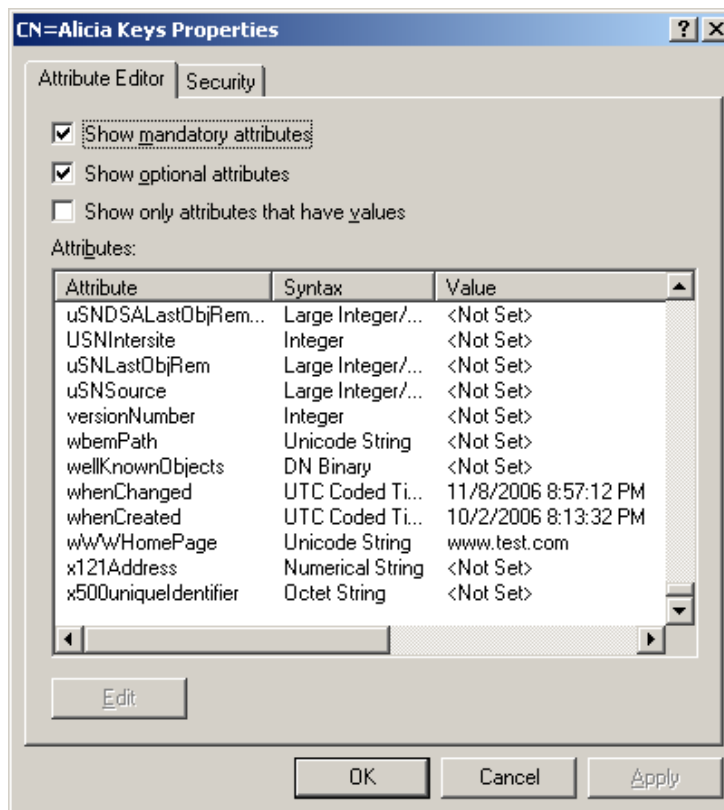 CN=Alicia Keys Properties
Attribute Editor Security
Show mandatory attributes
Show optional attributes
Show only attributes that have values
Attributes:
Attribute Syntax Value
uSNDSALastObjRem... Large Integer/... <Not Set>
USNIntersite Integer <Not Set>
uSNLastObjRem Large Integer/... <Not Set>
uSNSource Large Integer/... <Not Set>
versionNumber Integer <Not Set>
wbemPath Unicode String <Not Set>
wellKnownObjects DN Binary <Not Set>
whenChanged UTC Coded Ti... 11/8/2006 8:57:12 PM
whenCreated UTC Coded Ti... 10/2/2006 8:13:32 PM
wWWHomePage Unicode String www.test.com
x121Address Numerical String <Not Set>
x500uniqueIdentifier Octet String <Not Set>
Edit
OK Cancel Apply